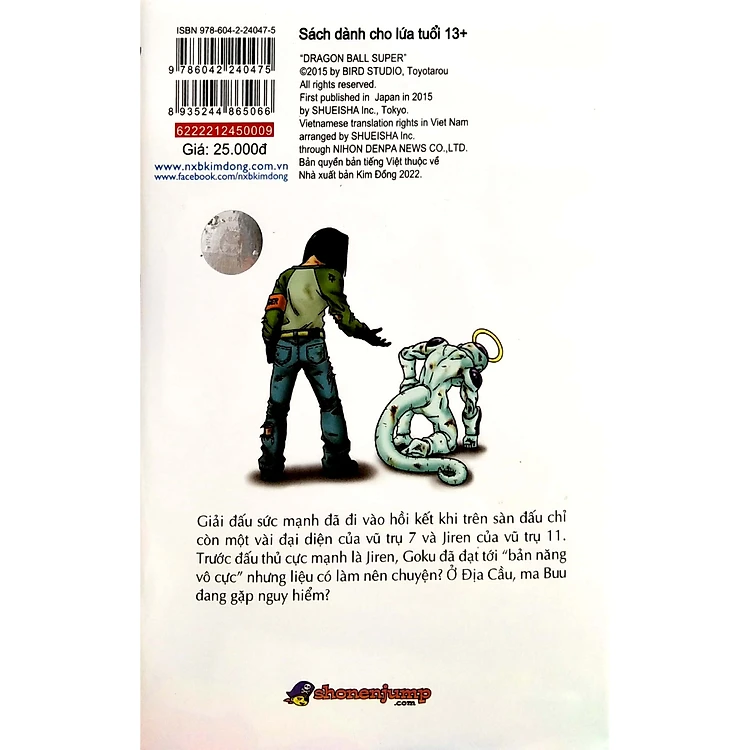 ISBN 978-604-2-24047-5
9 786042 240475
8 935244 865066
6222212450009
Giá: 25.000đ
www.nxbkimdong.com.vn
www.facebook.com/nxbkimdong
Sách dành cho lứa tuổi 13+
"DRAGON BALL SUPER"
©2015 by BIRD STUDIO, Toyotarou
All rights reserved.
First published in Japan in 2015
by SHUEISHA Inc., Tokyo.
Vietnamese translation rights in Viet Nam
arranged by SHUEISHA Inc.
through NIHON DENPA NEWS CO.,LTD.
Bản quyền bản tiếng Việt thuộc về
Nhà xuất bản Kim Đồng 2022.
Giải đấu sức mạnh đã đi vào hồi kết khi trên sàn đấu chỉ
còn một vài đại diện của vũ trụ 7 và Jiren của vũ trụ 11.
Trước đấu thủ cực mạnh là Jiren, Goku đã đạt tới “bản năng
vô cực” nhưng liệu có làm nên chuyện? Ở Địa Cầu, ma Buu
đang gặp nguy hiểm?
shonenjump
.com